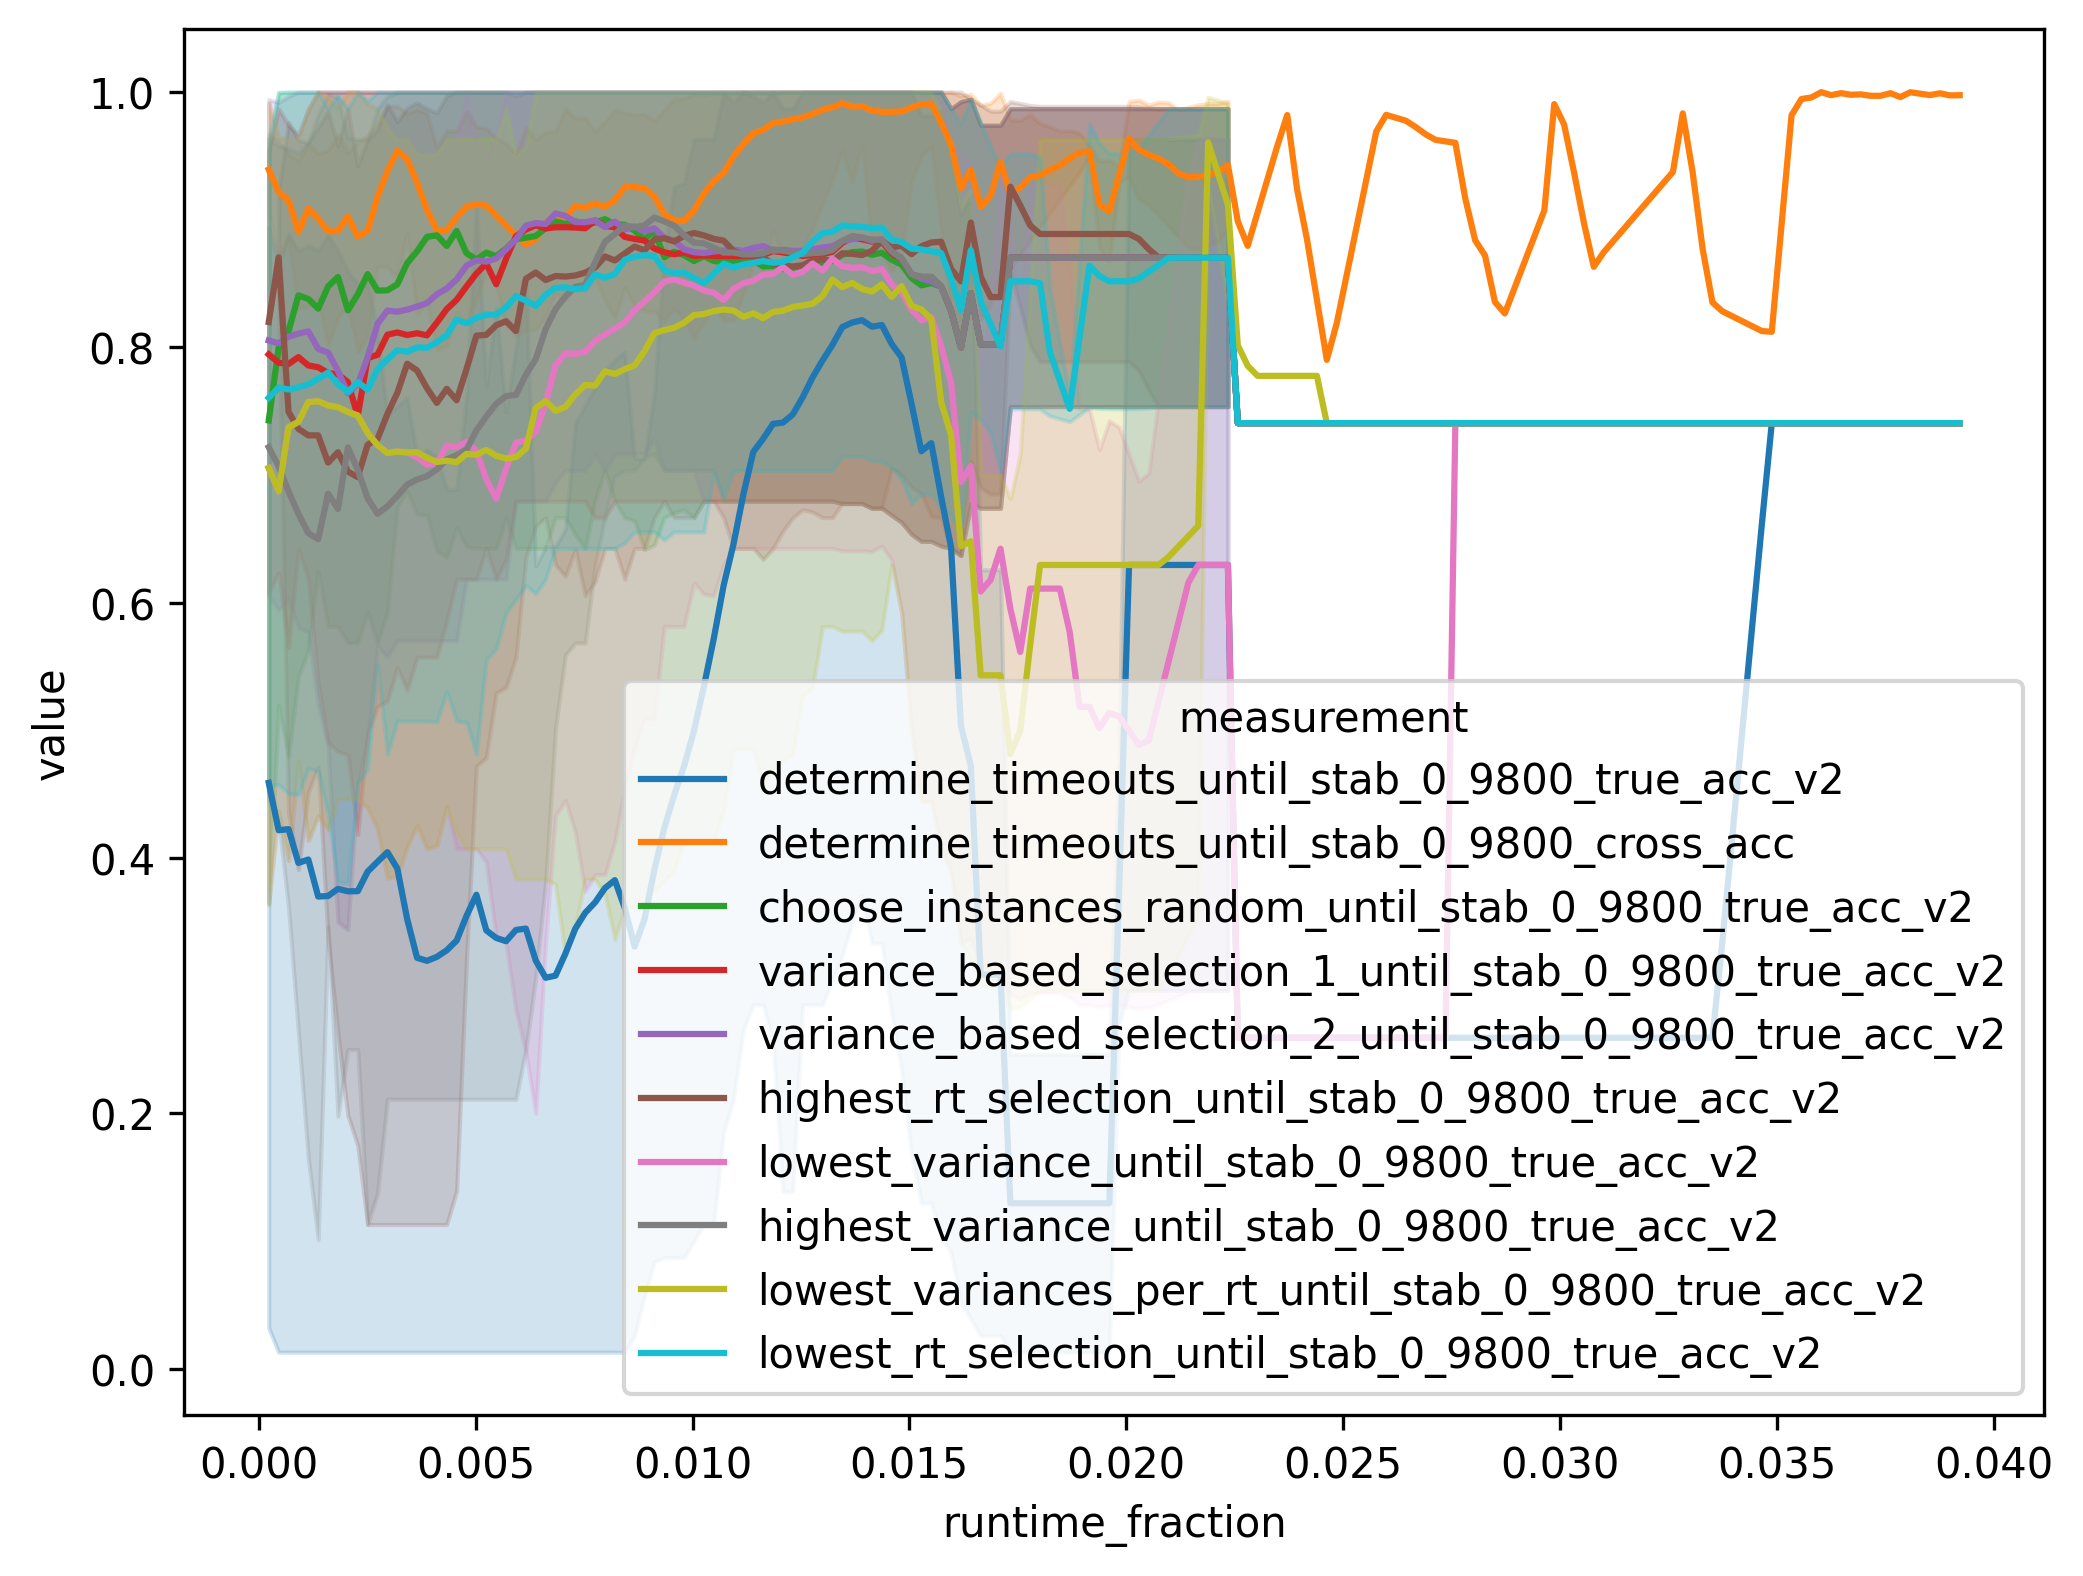 1.0
0.8
0.6
0.4
0.2
0.0
value
measurement
determine_timeouts_until_stab_0_9800_true_acc_v2
determine_timeouts_until_stab_0_9800_cross_acc
choose_instances_random_until_stab_0_9800_true_acc_v2
variance_based_selection_1_until_stab_0_9800_true_acc_v2
variance_based_selection_2_until_stab_0_9800_true_acc_v2
highest_rt_selection_until_stab_0_9800_true_acc_v2
lowest_variance_until_stab_0_9800_true_acc_v2
highest_variance_until_stab_0_9800_true_acc_v2
lowest_variances_per_rt_until_stab_0_9800_true_acc_v2
lowest_rt_selection_until_stab_0_9800_true_acc_v2
0.000 0.005 0.010 0.015 0.020 0.025 0.030 0.035 0.040
runtime_fraction